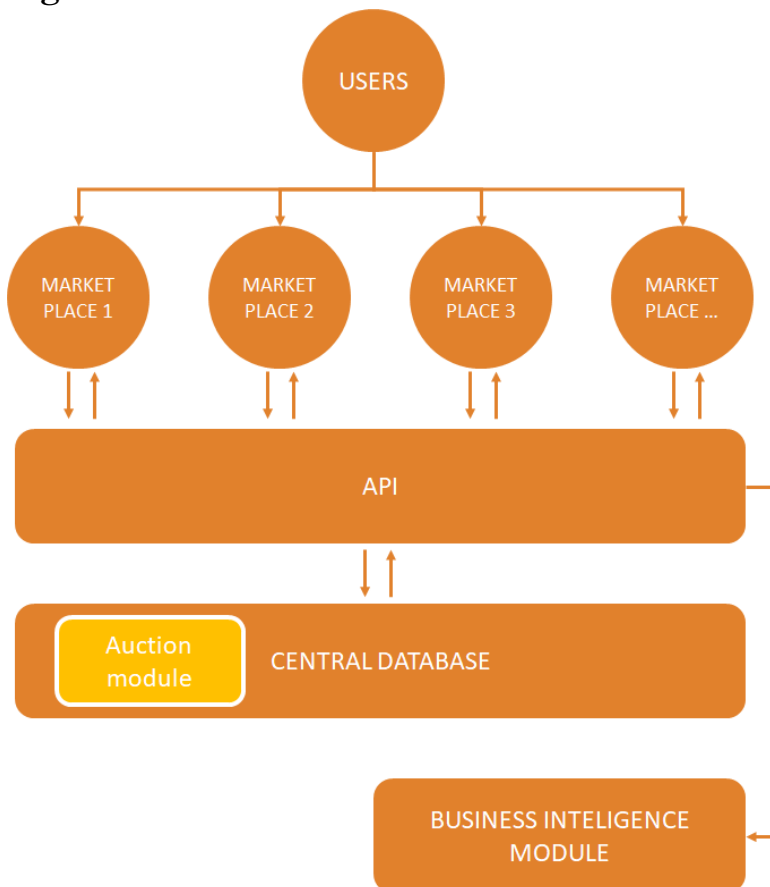 USERS
MARKET
PLACE 1
MARKET
PLACE 2
MARKET
PLACE 3
MARKET
PLACE ...
API
Auction
module
CENTRAL DATABASE
BUSINESS INTELIGENCE
MODULE